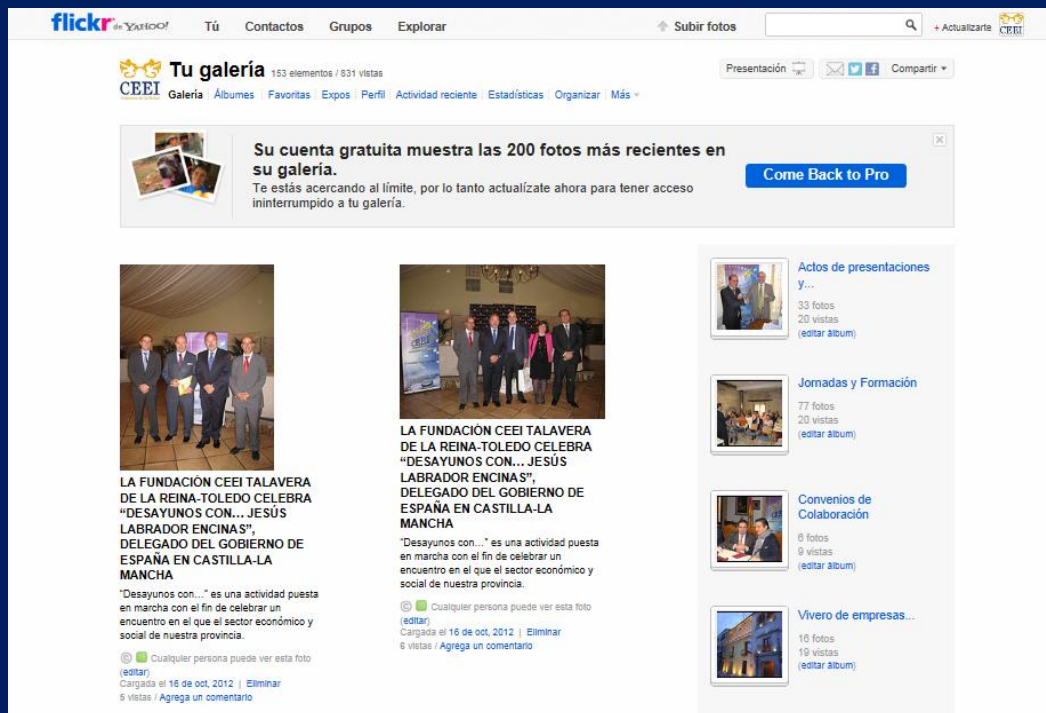 flickr de YAHOO!
Tú Contactos Grupos Explorar
Subir fotos
+ Actualizarte
CEEI
CEEI
Tu galería 153 elementos / 831 vistas
Galería Álbumes Favoritas Expos Perfil Actividad reciente Estadísticas Organizar Más
Presentación
Compartir
Su cuenta gratuita muestra las 200 fotos más recientes en
su galería.
Te estás acercando al límite, por lo tanto actualízate ahora para tener acceso
ininterrumpido a tu galería.
Come Back to Pro
CEEI
LA FUNDACIÓN CEEI TALAVERA
DE LA REINA-TOLEDO CELEBRA
“DESAYUNOS CON... JESÚS
LABRADOR ENCINAS”,
DELEGADO DEL GOBIERNO DE
ESPAÑA EN CASTILLA-LA
MANCHA
“Desayunos con...” es una actividad puesta
en marcha con el fin de celebrar un
encuentro en el que el sector económico y
social de nuestra provincia.
© Cualquier persona puede ver esta foto
(editar)
Cargada el 16 de oct, 2012 | Eliminar
5 vistas / Agrega un comentario
CEEI
LA FUNDACIÓN CEEI TALAVERA
DE LA REINA-TOLEDO CELEBRA
“DESAYUNOS CON... JESÚS
LABRADOR ENCINAS”,
DELEGADO DEL GOBIERNO DE
ESPAÑA EN CASTILLA-LA
MANCHA
“Desayunos con...” es una actividad puesta
en marcha con el fin de celebrar un
encuentro en el que el sector económico y
social de nuestra provincia.
© Cualquier persona puede ver esta foto
(editar)
Cargada el 16 de oct, 2012 | Eliminar
6 vistas / Agrega un comentario
Actos de presentaciones
y...
33 fotos
20 vistas
(editar álbum)
Jornadas y Formación
77 fotos
20 vistas
(editar álbum)
Convenios de
Colaboración
6 fotos
9 vistas
(editar álbum)
Vivero de empresas...
16 fotos
19 vistas
(editar álbum)